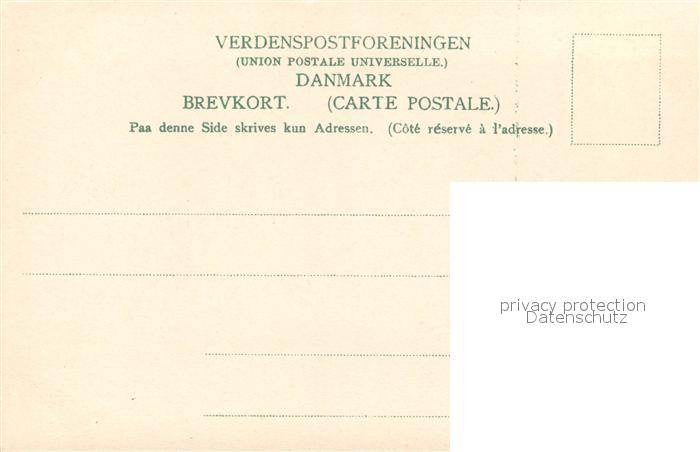 VERDENSPOSTFORENINGEN
(UNION POSTALE UNIVERSELLE.)
DANMARK
BREVKORT. (CARTE POSTALE.)
Paa denne Side skrives kun Adressen. (Côté réservé à l'adresse.)
privacy protection
Datenschutz